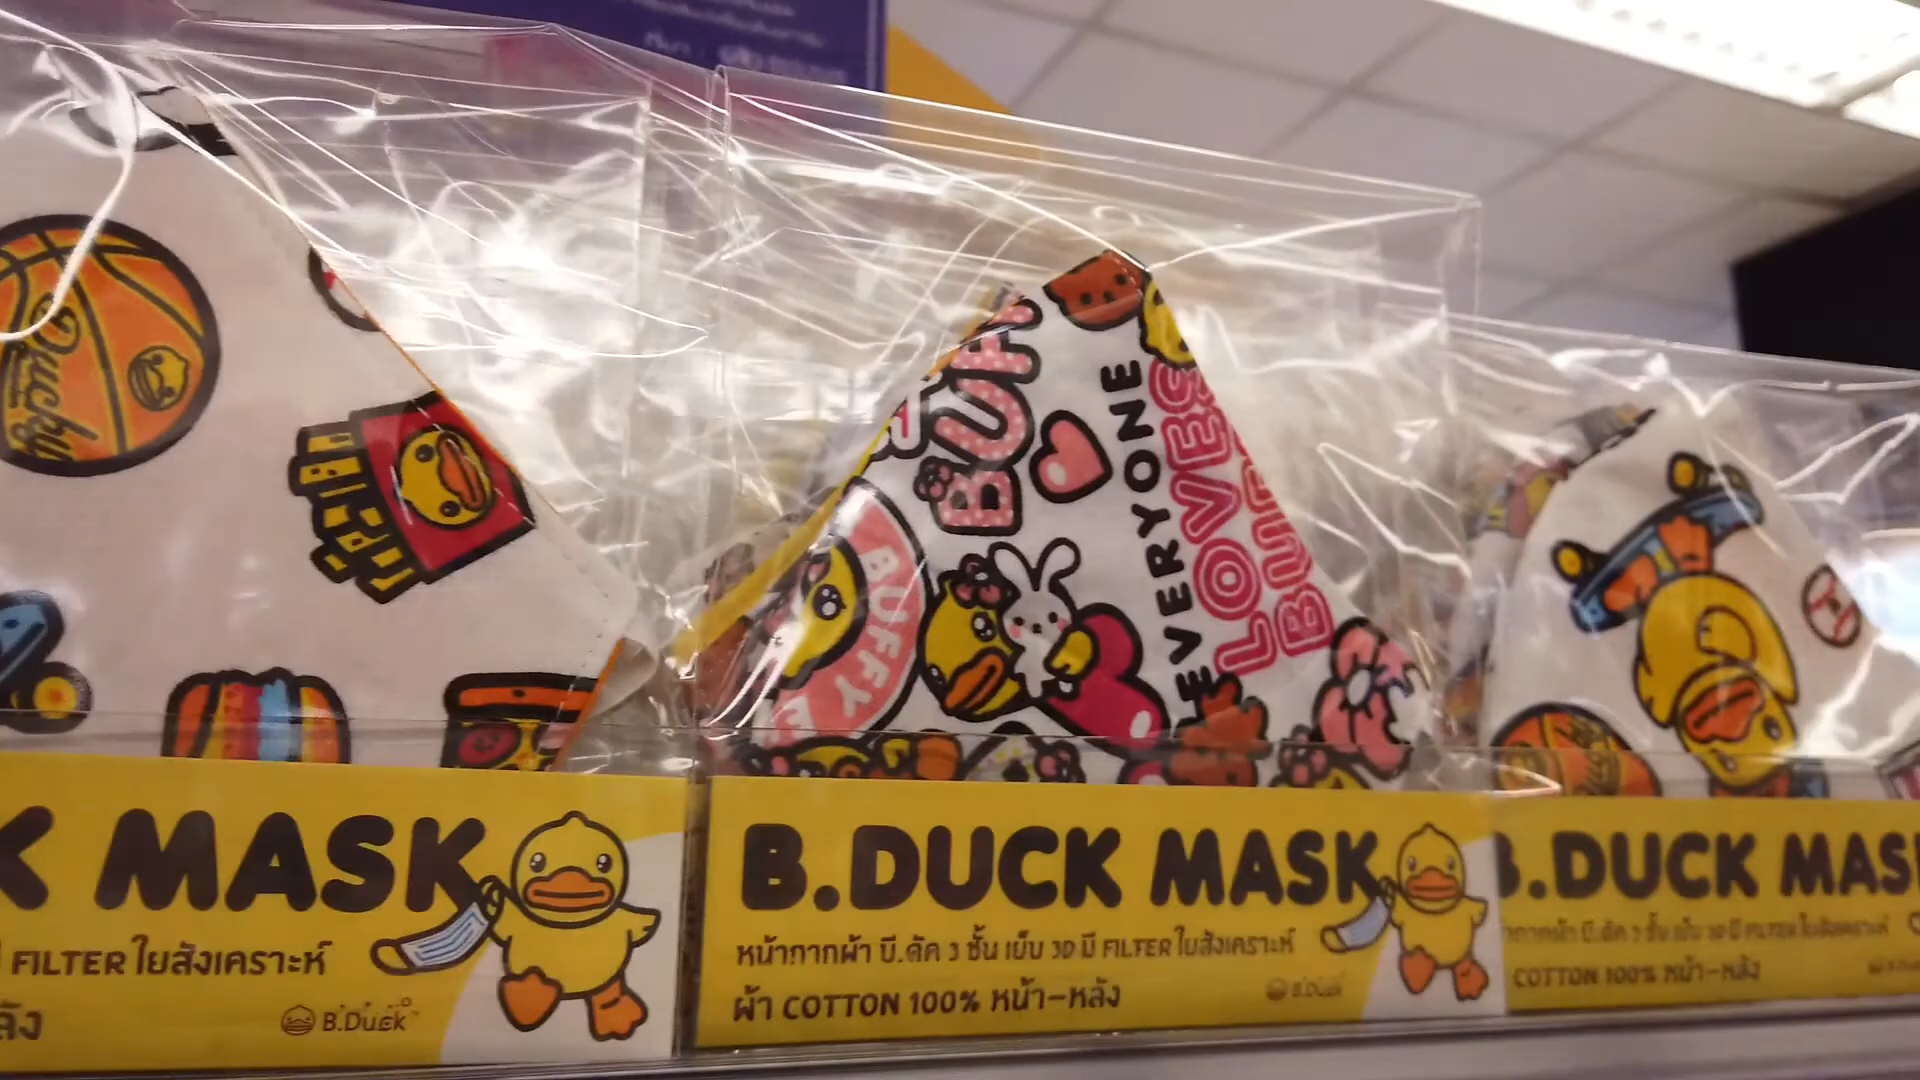 Ducky
BUFF
EVERYONE
LOVES
BUFF
BUFFY
K MASK
FILTER ใยสังเคราะห์
B.Duck
B.DUCK MASK
หน้ากากผ้า บี.ดั๊ค 3 ชั้น เย็บ 3D มี FILTER ใยสังเคราะห์
ผ้า COTTON 100% หน้า-หลัง
B.Duck
B.DUCK MAS
COTTON 100% หน้า-หลัง